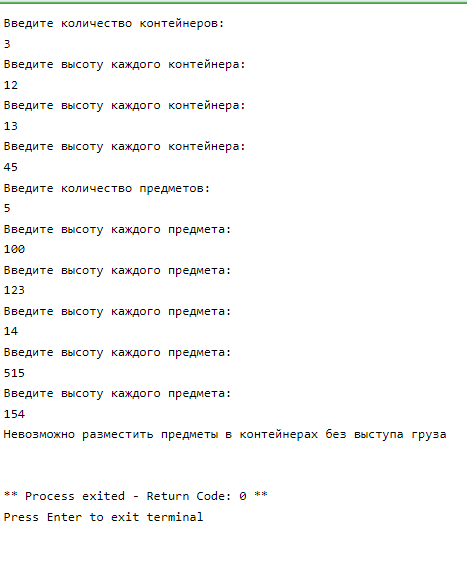 Введите количество контейнеров:
3
Введите высоту каждого контейнера:
12
Введите высоту каждого контейнера:
13
Введите высоту каждого контейнера:
45
Введите количество предметов:
5
Введите высоту каждого предмета:
100
Введите высоту каждого предмета:
123
Введите высоту каждого предмета:
14
Введите высоту каждого предмета:
515
Введите высоту каждого предмета:
154
Невозможно разместить предметы в контейнерах без выступа груза
** Process exited - Return Code: 0 **
Press Enter to exit terminal